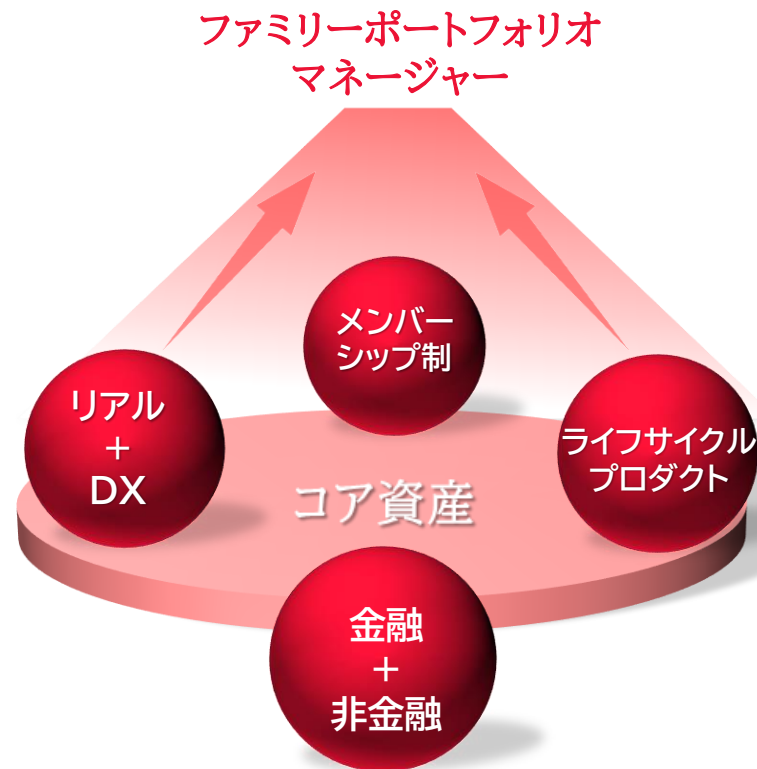 ファミリーポートフォリオ
マネージャー
メンバー
シップ制
リアル
+
DX
ライフサイクル
プロダクト
コア資産
金融
+
非金融